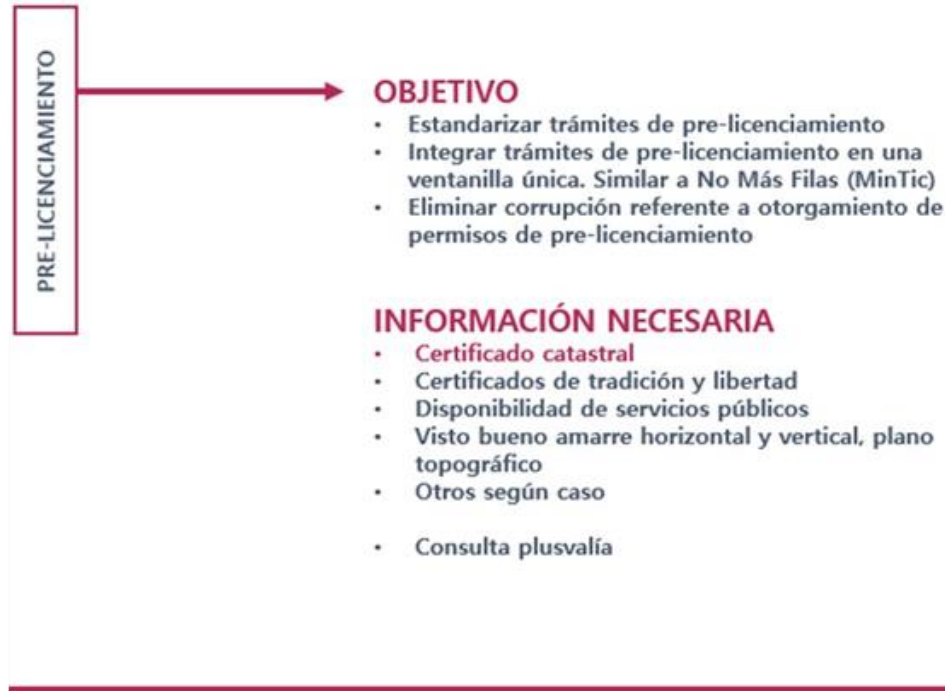 PRE-LICENCIAMIENTO
OBJETIVO
• Estandarizar trámites de pre-licenciamiento
• Integrar trámites de pre-licenciamiento en una
ventanilla única. Similar a No Más Filas (MinTic)
• Eliminar corrupción referente a otorgamiento de
permisos de pre-licenciamiento
INFORMACIÓN NECESARIA
• Certificado catastral
• Certificados de tradición y libertad
• Disponibilidad de servicios públicos
• Visto bueno amarre horizontal y vertical, plano
topográfico
• Otros según caso
• Consulta plusvalía